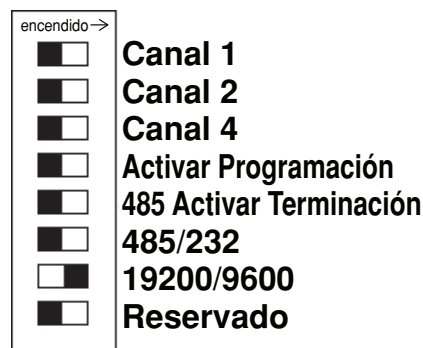 encendido→
Canal 1
Canal 2
Canal 4
Activar Programación
485 Activar Terminación
485/232
19200/9600
Reservado